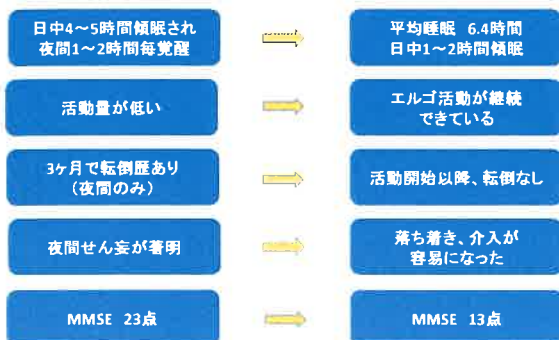 日中4～5時間傾眠され
夜間1～2時間毎覚醒
平均睡眠 6.4時間
日中1～2時間傾眠
活動量が低い
エルゴ活動が継続
できている
3ヶ月で転倒歴あり
（夜間のみ）
活動開始以降、転倒なし
夜間せん妄が著明
落ち着き、介入が
容易になった
MMSE 23点
MMSE 13点